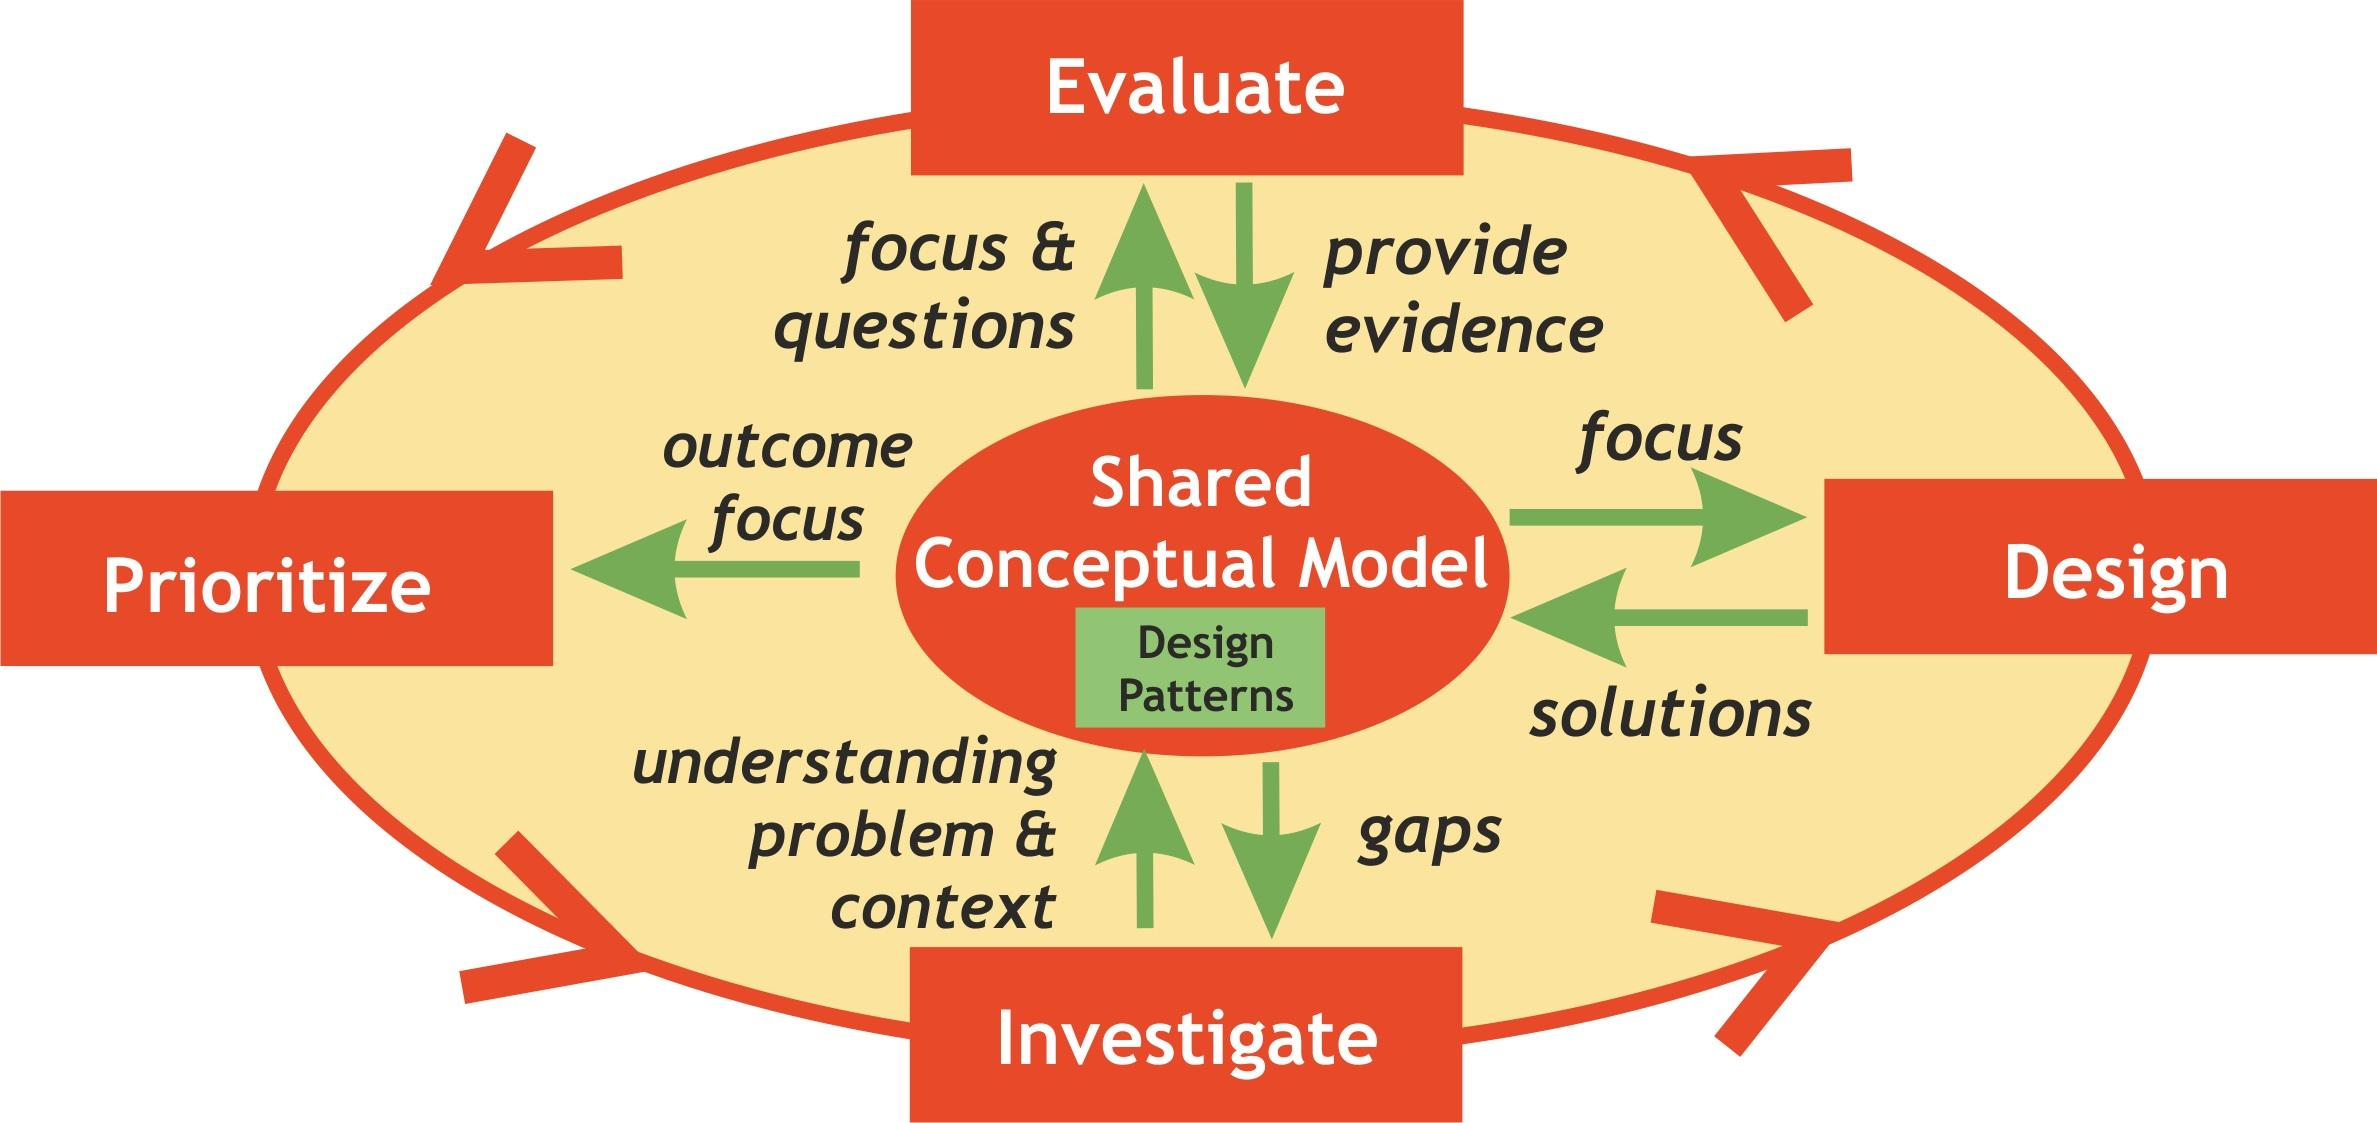 Evaluate
focus &
questions
provide
evidence
outcome
focus
focus
Shared
Conceptual Model
Design
Patterns
Prioritize
Design
solutions
understanding
problem &
context
gaps
Investigate